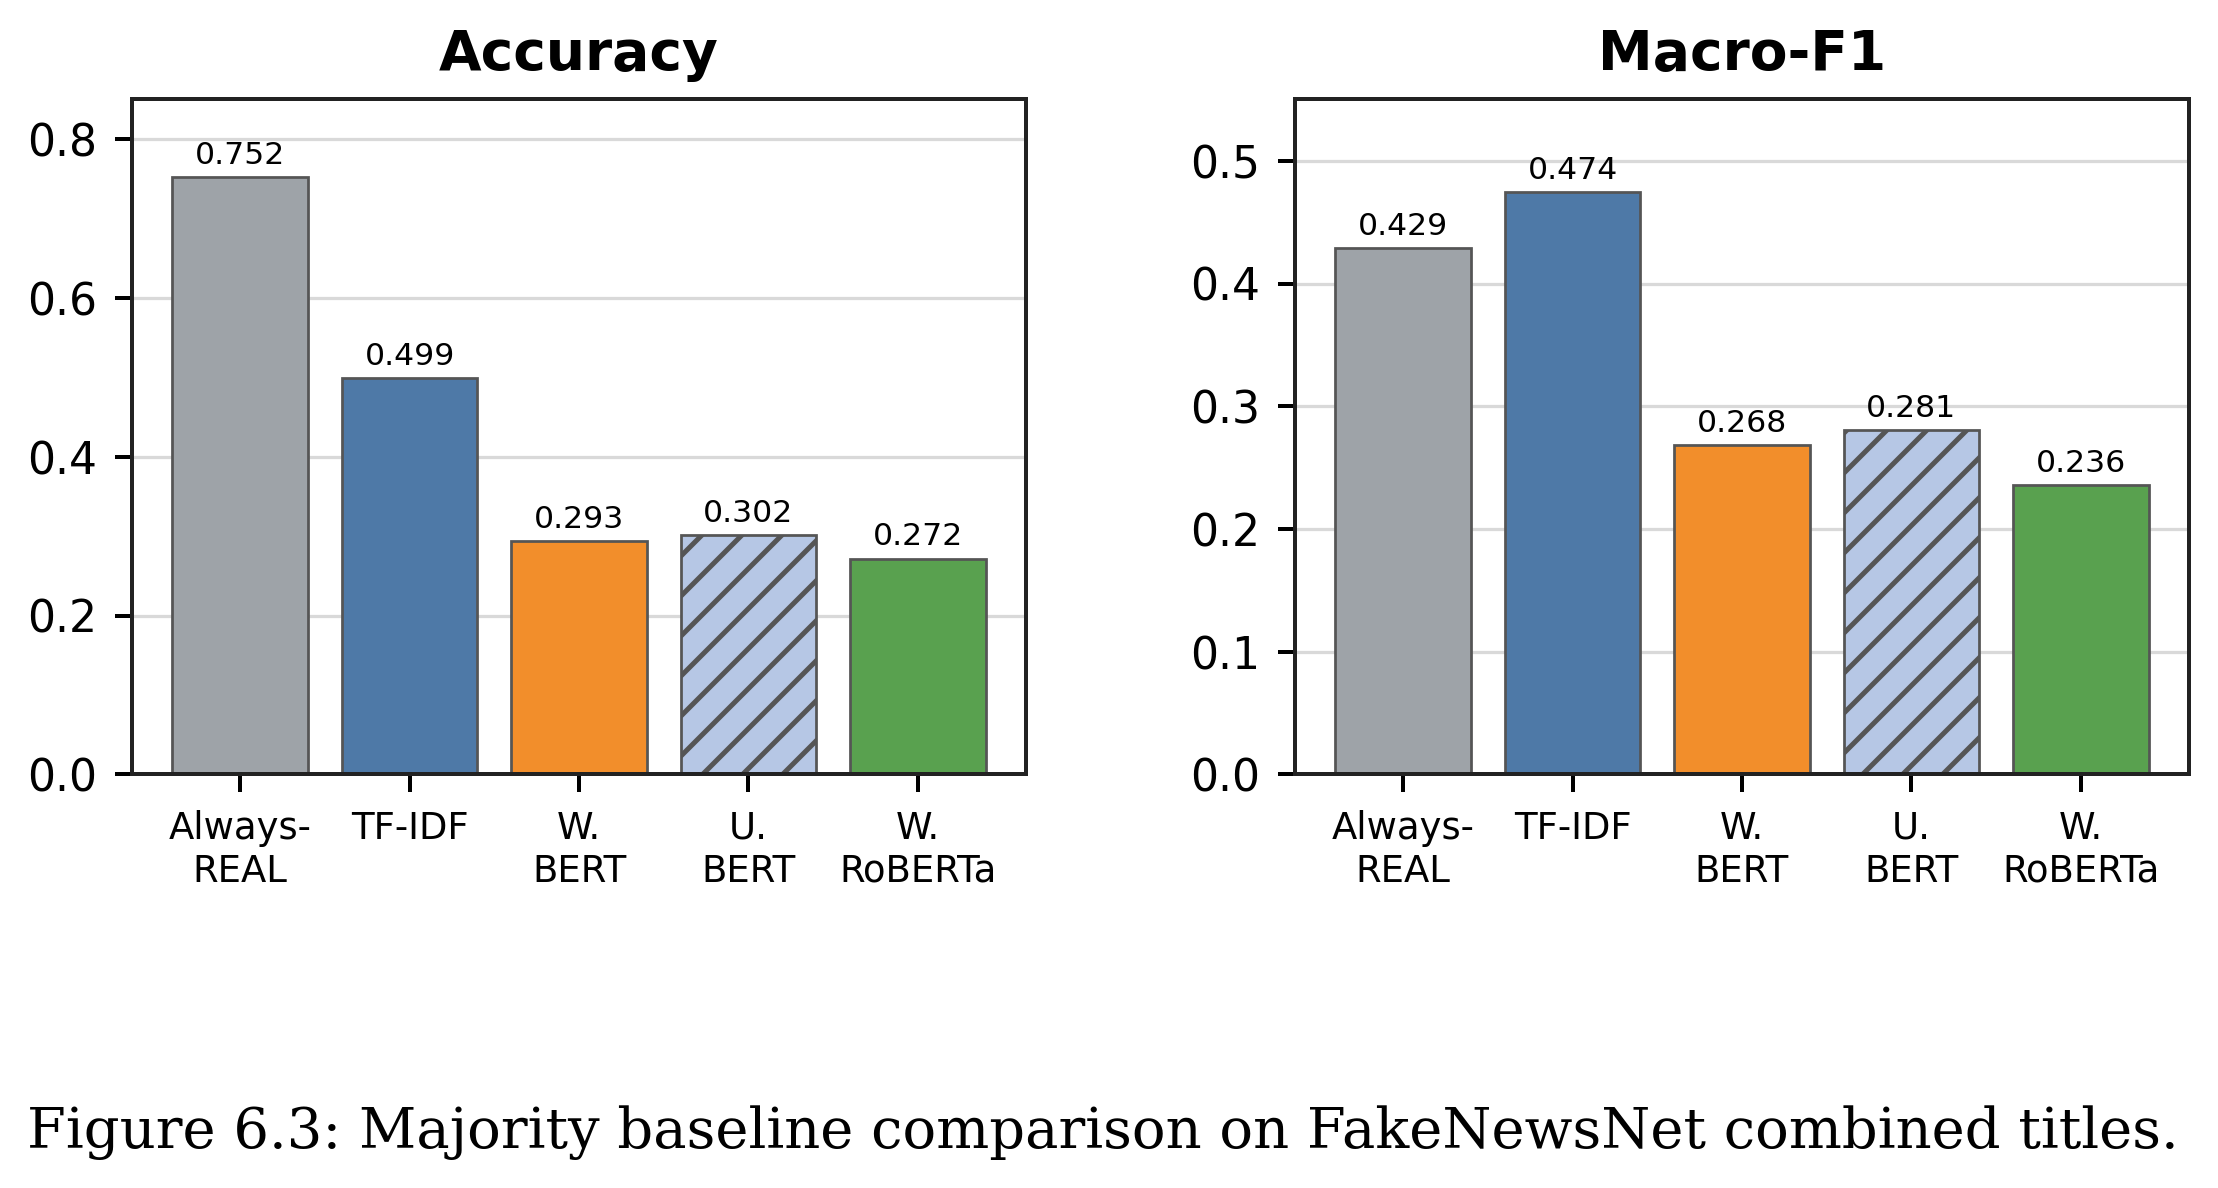 Accuracy
0.8
0.6
0.4
0.2
0.0
0.752
0.499
0.293
0.302
0.272
Always-
REAL
TF-IDF
W.
BERT
U.
BERT
W.
RoBERTa
Macro-F1
0.5
0.4
0.3
0.2
0.1
0.0
0.429
0.474
0.268
0.281
0.236
Always-
REAL
TF-IDF
W.
BERT
U.
BERT
W.
RoBERTa
Figure 6.3: Majority baseline comparison on FakeNewsNet combined titles.